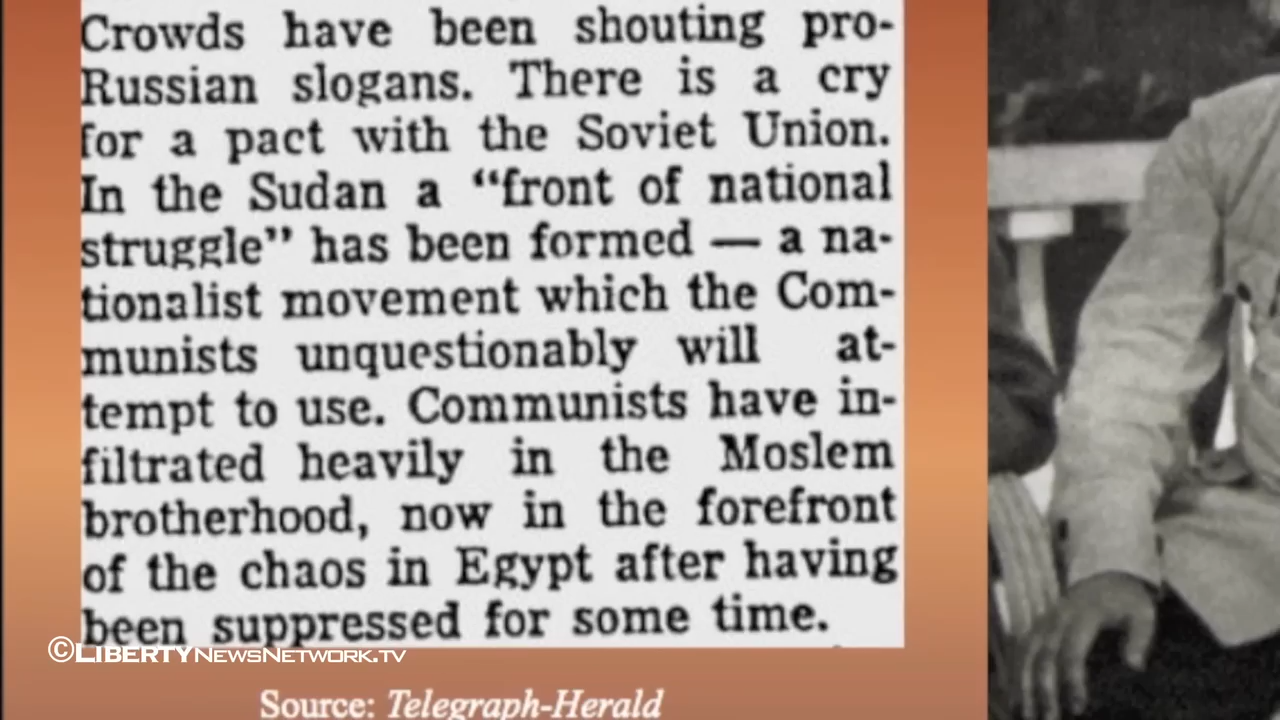 Crowds have been shouting pro-
Russian slogans. There is a cry
for a pact with the Soviet Union.
In the Sudan a “front of national
struggle” has been formed — a na-
tionalist movement which the Com-
munists unquestionably will at-
tempt to use. Communists have in-
filtrated heavily in the Moslem
brotherhood, now in the forefront
of the chaos in Egypt after having
been suppressed for some time.
©LIBERTYNEWSNETWORK.TV
Source: Telegraph-Herald